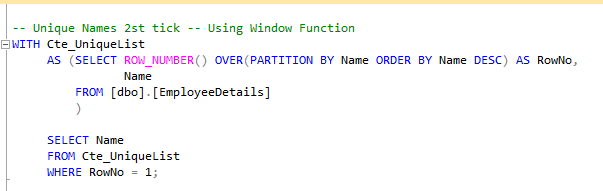 -- Unique Names 2st tick -- Using Window Function
WITH Cte_UniqueList
AS (SELECT ROW_NUMBER() OVER(PARTITION BY Name ORDER BY Name DESC) AS RowNo,
Name
FROM [dbo].[EmployeeDetails]
)
SELECT Name
FROM Cte_UniqueList
WHERE RowNo = 1;